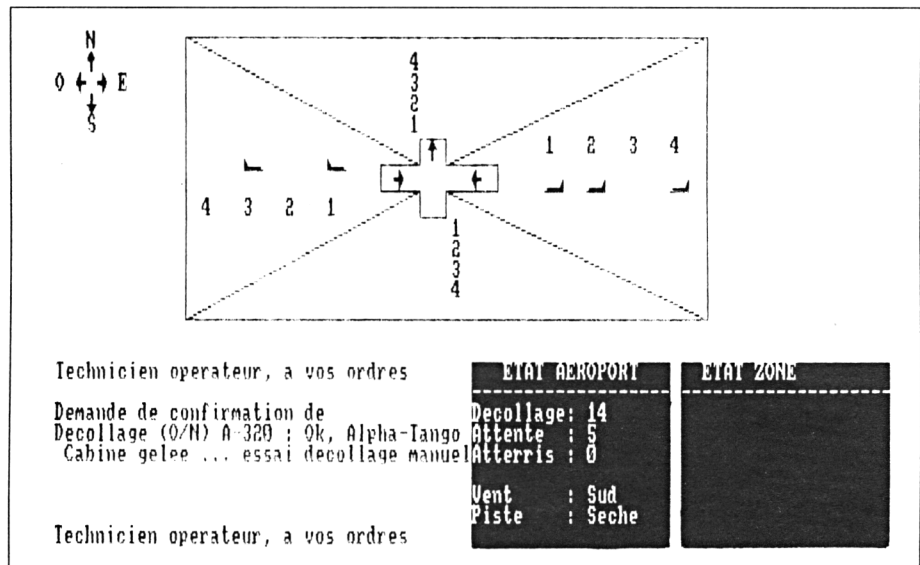 N
O E
S
4
3
2
1
1 2 3 4
4 3 2 1
1
2
3
4
Technicien operateur, a vos ordres
Demande de confirmation de
Decollage (O/N) A-320 : Ok, Alpha-Tango
Cabine gelee ... essai decollage manuel
Technicien operateur, a vos ordres
ETAT AEROPORT
Decollage: 14
Attente : 5
Atterris : 0
Vent : Sud
Piste : Seche
ETAT ZONE